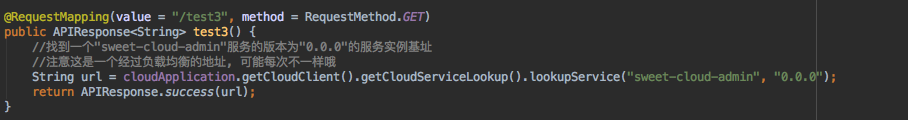 @RequestMapping(value = "/test3", method = RequestMethod.GET)
public APIResponse<String> test3() {
    //找到一个"sweet-cloud-admin"服务的版本为"0.0.0"的服务实例基址
    //注意这是一个经过负载均衡的地址, 可能每次不一样哦
    String url = cloudApplication.getCloudClient().getCloudServiceLookup().lookupService("sweet-cloud-admin", "0.0.0");
    return APIResponse.success(url);
}